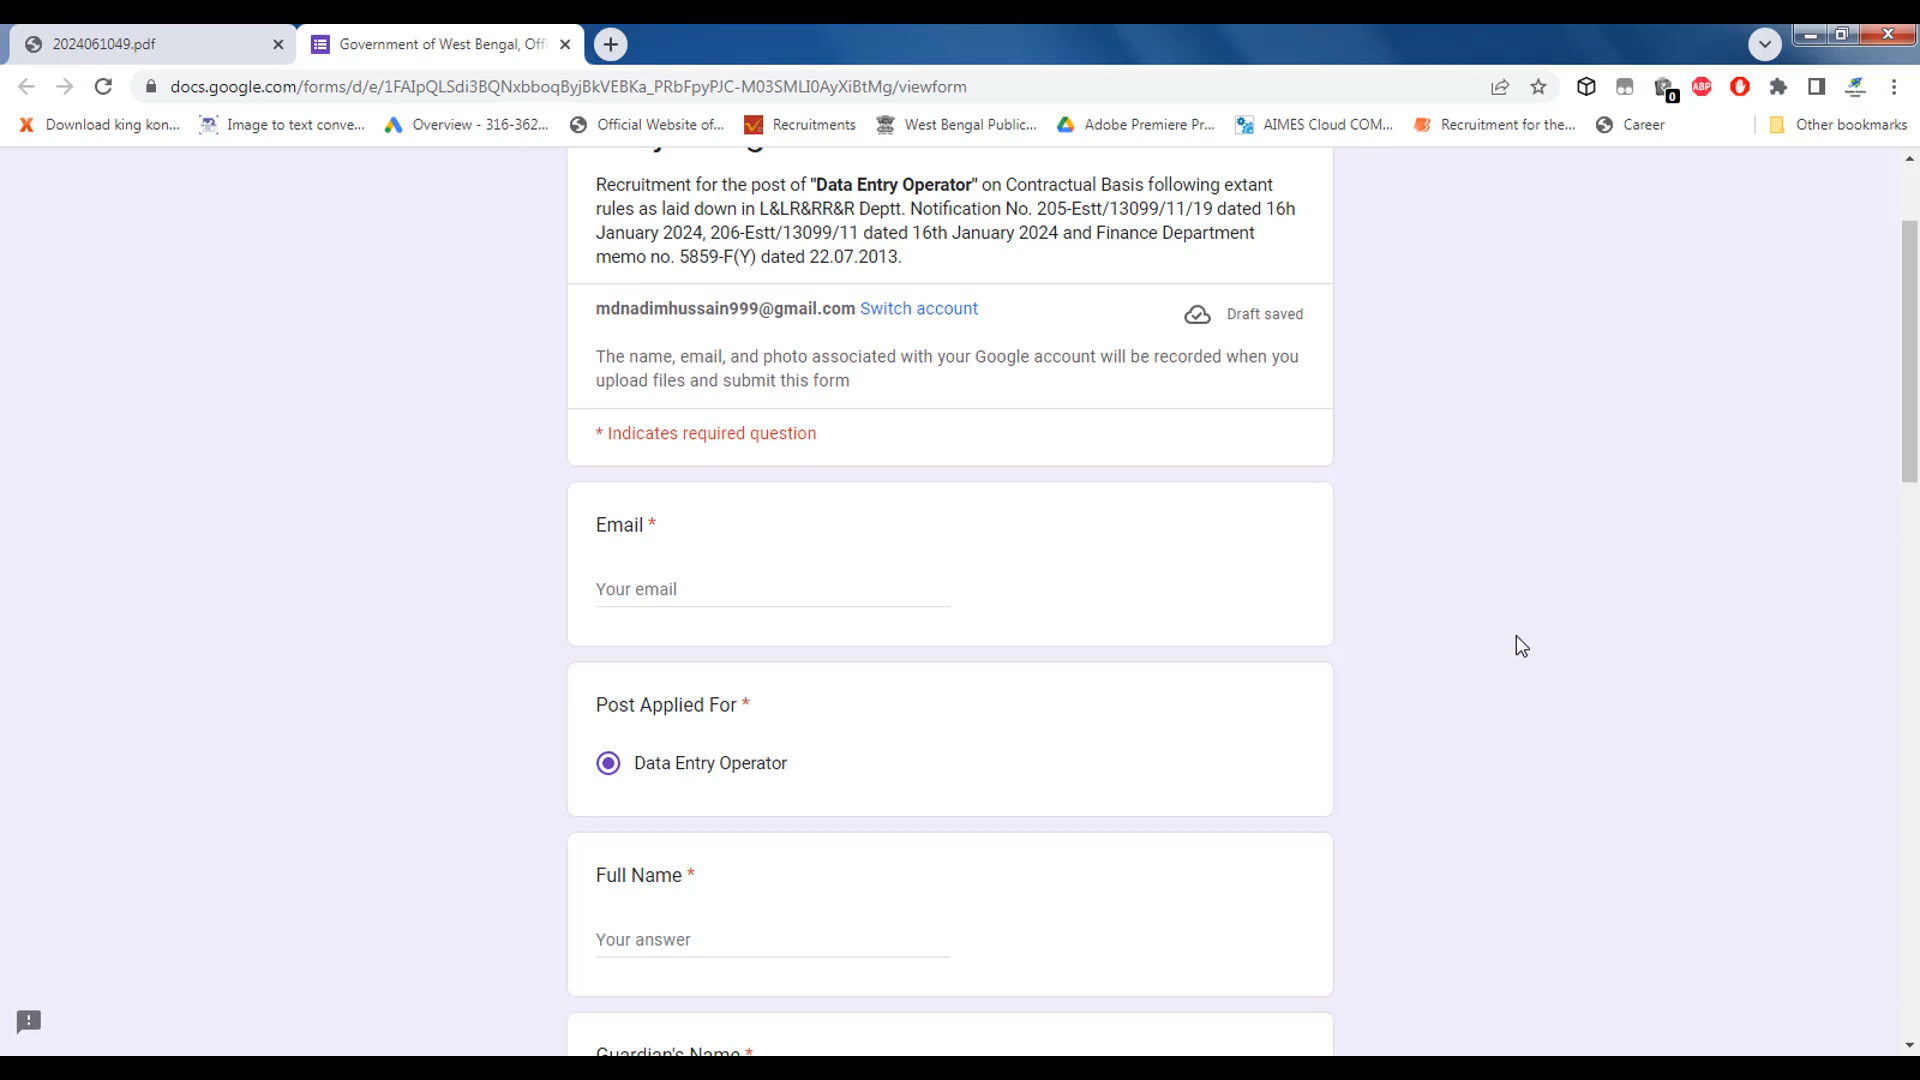 2024061049.pdf
Government of West Bengal, Offi
docs.google.com/forms/d/e/1FAIpQLSdi3BQNxbboqByjBkVEBKa_PRbFpyPJC-M03SMLI0AyXiBtMg/viewform
0
ABP
Download king kon...
Image to text conve...
Overview - 316-362...
Official Website of...
Recruitments
West Bengal Public...
Adobe Premiere Pr...
AIMES Cloud COM...
Recruitment for the...
Career
Other bookmarks
Recruitment for the post of "Data Entry Operator" on Contractual Basis following extant
rules as laid down in L&LR&RR&R Deptt. Notification No. 205-Estt/13099/11/19 dated 16h
January 2024, 206-Estt/13099/11 dated 16th January 2024 and Finance Department
memo no. 5859-F(Y) dated 22.07.2013.
mdnadimhussain999@gmail.com Switch account
Draft saved
The name, email, and photo associated with your Google account will be recorded when you
upload files and submit this form
* Indicates required question
Email *
Your email
Post Applied For *
Data Entry Operator
Full Name *
Your answer
Guardian's Name *